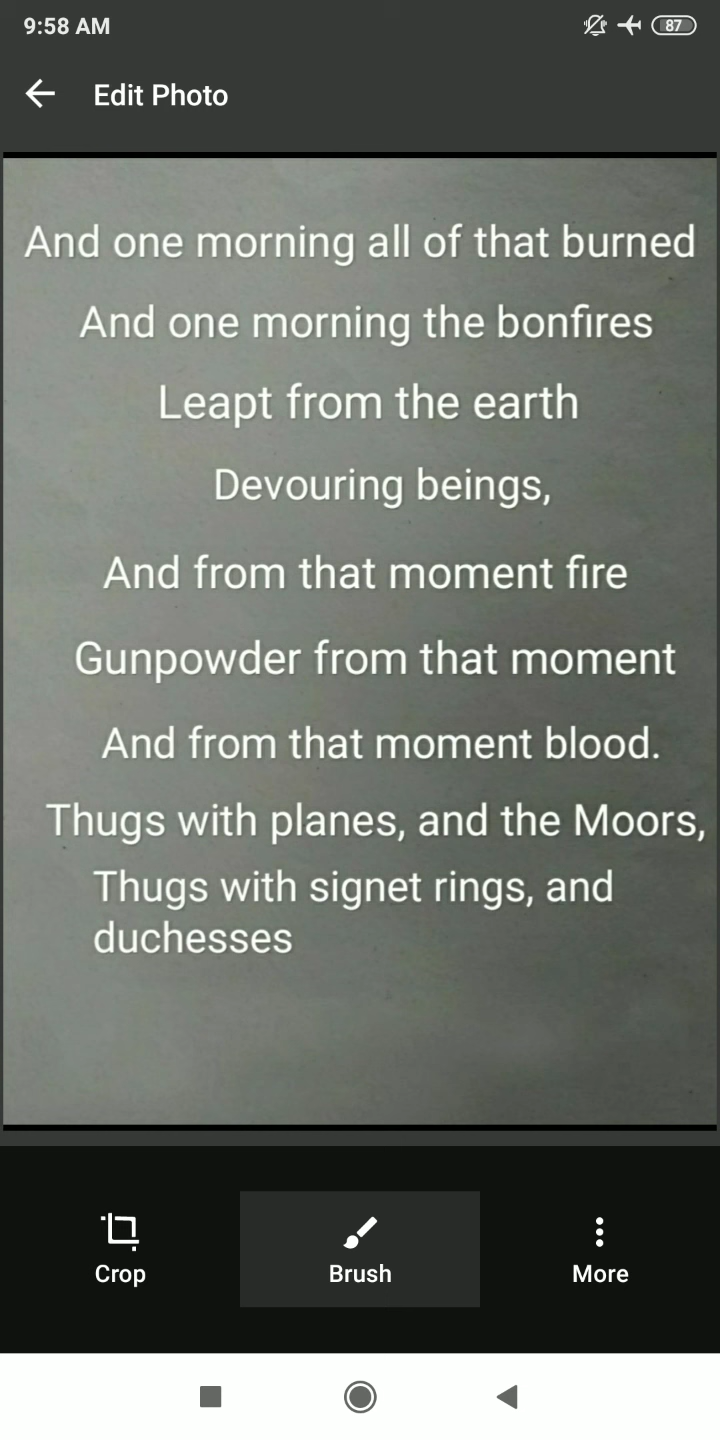 9:58 AM
87
Edit Photo
And one morning all of that burned
And one morning the bonfires
Leapt from the earth
Devouring beings,
And from that moment fire
Gunpowder from that moment
And from that moment blood.
Thugs with planes, and the Moors,
Thugs with signet rings, and
duchesses
Crop
Brush
More